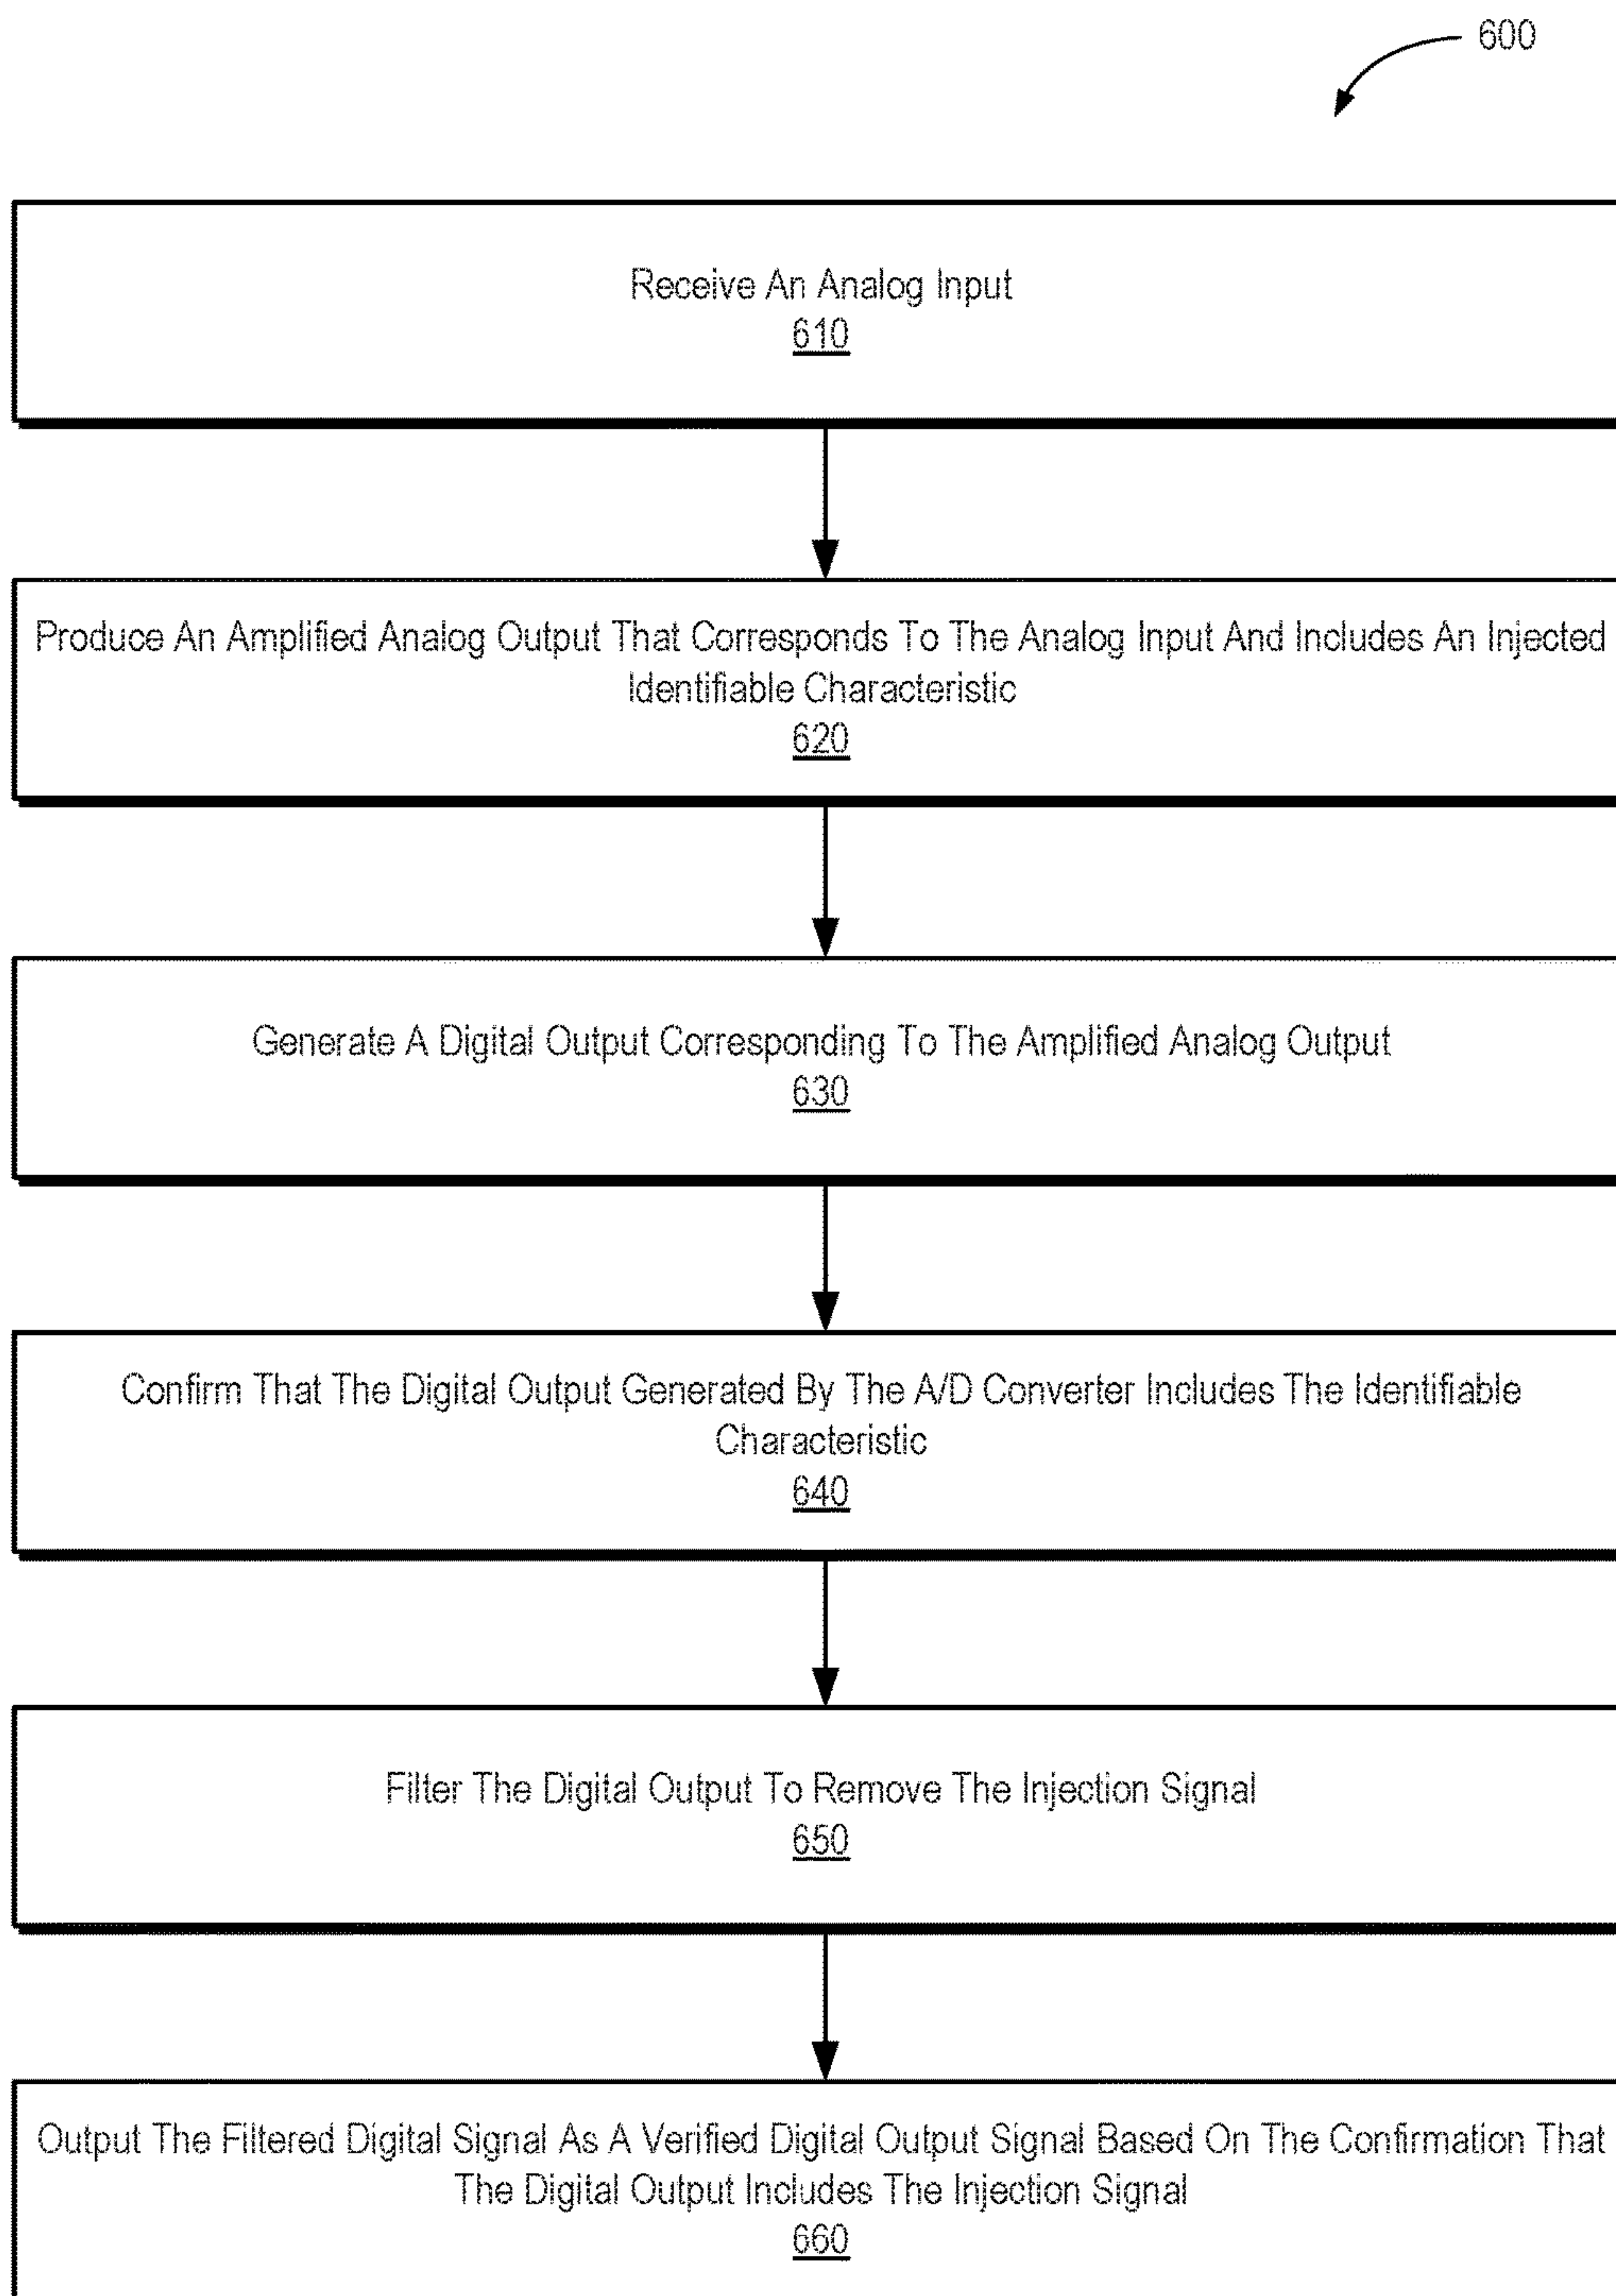 600
Receive An Analog Input
610
Produce An Amplified Analog Output That Corresponds To The Analog Input And Includes An Injected
Identifiable Characteristic
620
Generate A Digital Output Corresponding To The Amplified Analog Output
630
Confirm That The Digital Output Generated By The A/D Converter Includes The Identifiable
Characteristic
640
Filter The Digital Output To Remove The Injection Signal
650
Output The Filtered Digital Signal As A Verified Digital Output Signal Based On The Confirmation That
The Digital Output Includes The Injection Signal
660